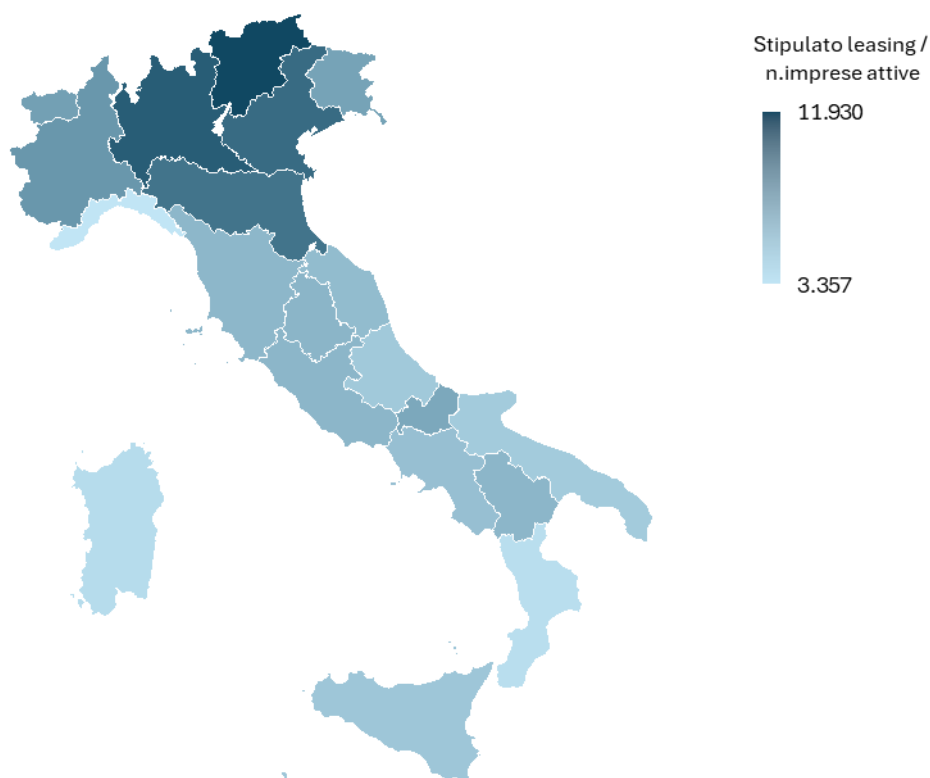 Stipulato leasing /
n.imprese attive
11.930
3.357